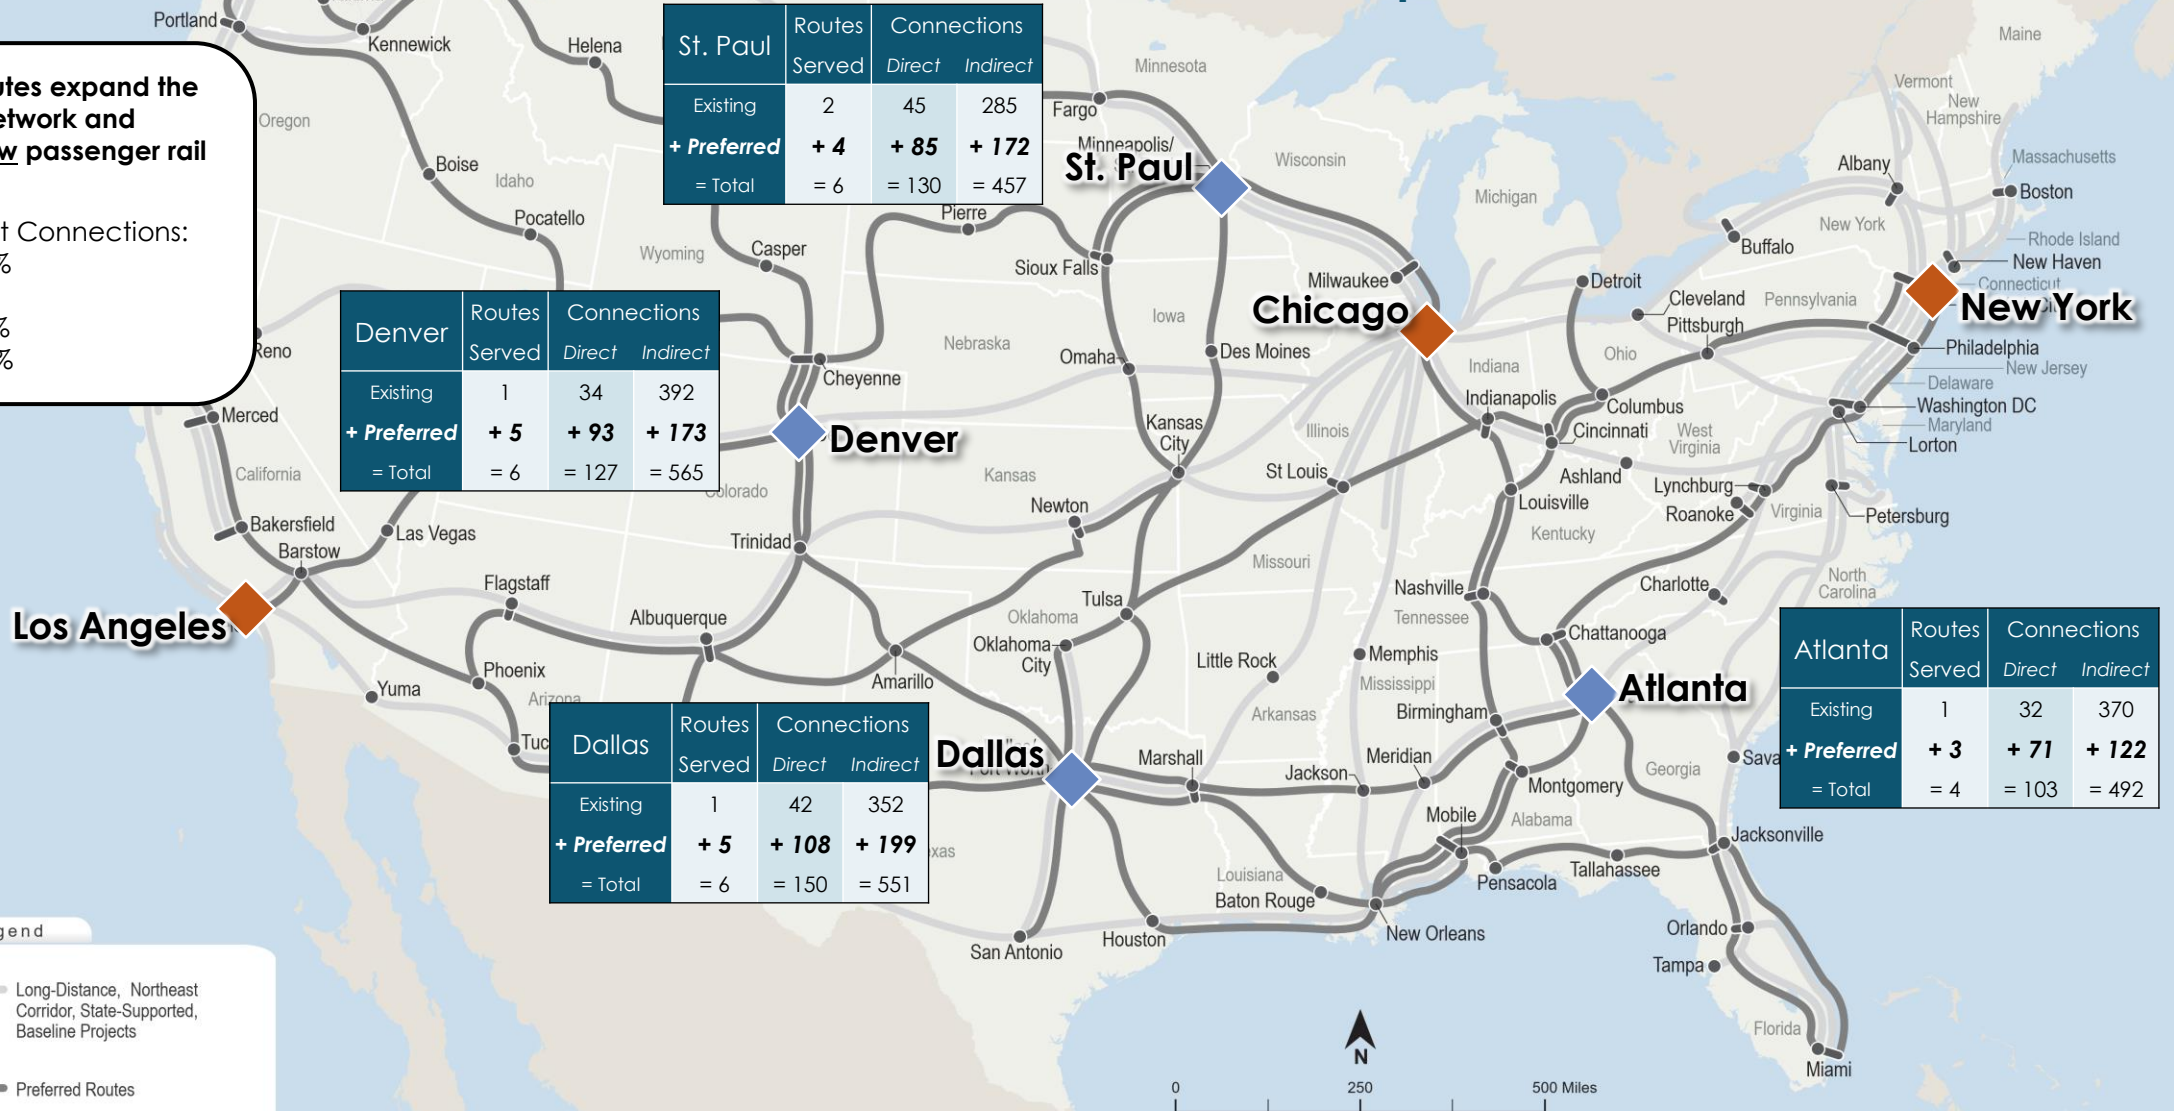 Portland
Kennewick
Helena
Maine
Minnesota
Vermont
New
Hampshire
Oregon
Fargo
Minneapolis/
St. Paul
Wisconsin
Massachusetts
Albany
Boston
Boise
Idaho
Michigan
New York
Rhode Island
Buffalo
New Haven
Connecticut
Pocatello
Pierre
Wyoming
Casper
Sioux Falls
Milwaukee
Detroit
Cleveland
Pennsylvania
Pittsburgh
New York
Chicago
Iowa
Nebraska
Omaha
Des Moines
Indiana
Ohio
Philadelphia
New Jersey
Delaware
Washington DC
Maryland
Lorton
Reno
Cheyenne
Merced
Denver
Kansas
City
Illinois
Indianapolis
Columbus
Cincinnati
West
Virginia
California
Colorado
Kansas
St Louis
Ashland
Lynchburg
Roanoke
Virginia
Petersburg
Louisville
Kentucky
Bakersfield
Barstow
Las Vegas
Trinidad
Newton
Missouri
Flagstaff
Albuquerque
Los Angeles
Tulsa
Oklahoma
Oklahoma
City
Nashville
Tennessee
Charlotte
North
Carolina
Chattanooga
Phoenix
Yuma
Arizona
Tuc
Amarillo
Little Rock
Memphis
Mississippi
Arkansas
Atlanta
Birmingham
Dallas
Marshall
Jackson
Meridian
Montgomery
Georgia
Sava
Mobile
Alabama
Jacksonville
xas
Louisiana
Baton Rouge
Pensacola
Tallahassee
San Antonio
Houston
New Orleans
Orlando
Tampa
Florida
Miami
utes expand the
etwork and
w passenger rail
t Connections:
%
%
%
St. Paul Routes Served Connections
Direct Indirect
Existing 2 45 285
+ Preferred + 4 + 85 + 172
= Total = 6 = 130 = 457
Denver Routes Served Connections
Direct Indirect
Existing 1 34 392
+ Preferred + 5 + 93 + 173
= Total = 6 = 127 = 565
Dallas Routes Served Connections
Direct Indirect
Existing 1 42 352
+ Preferred + 5 + 108 + 199
= Total = 6 = 150 = 551
Atlanta Routes Served Connections
Direct Indirect
Existing 1 32 370
+ Preferred + 3 + 71 + 122
= Total = 4 = 103 = 492
gend
Long-Distance, Northeast
Corridor, State-Supported,
Baseline Projects
Preferred Routes
N
0 250 500 Miles